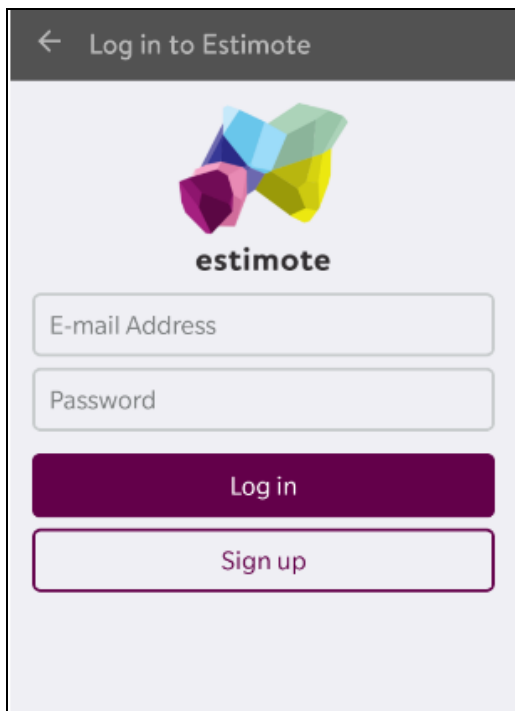 Log in to Estimote
estimote
E-mail Address
Password
Log in
Sign up